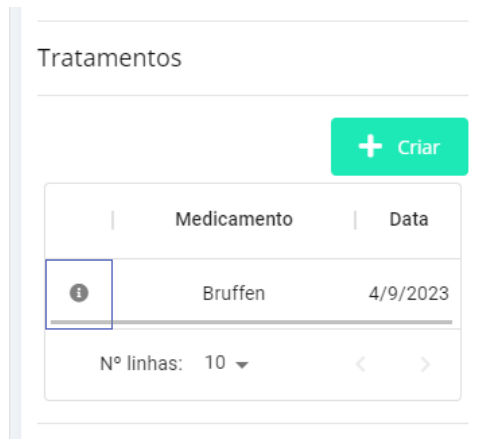 Tratamentos
Criar
Medicamento Data
Bruffen 4/9/2023
Nº linhas: 10